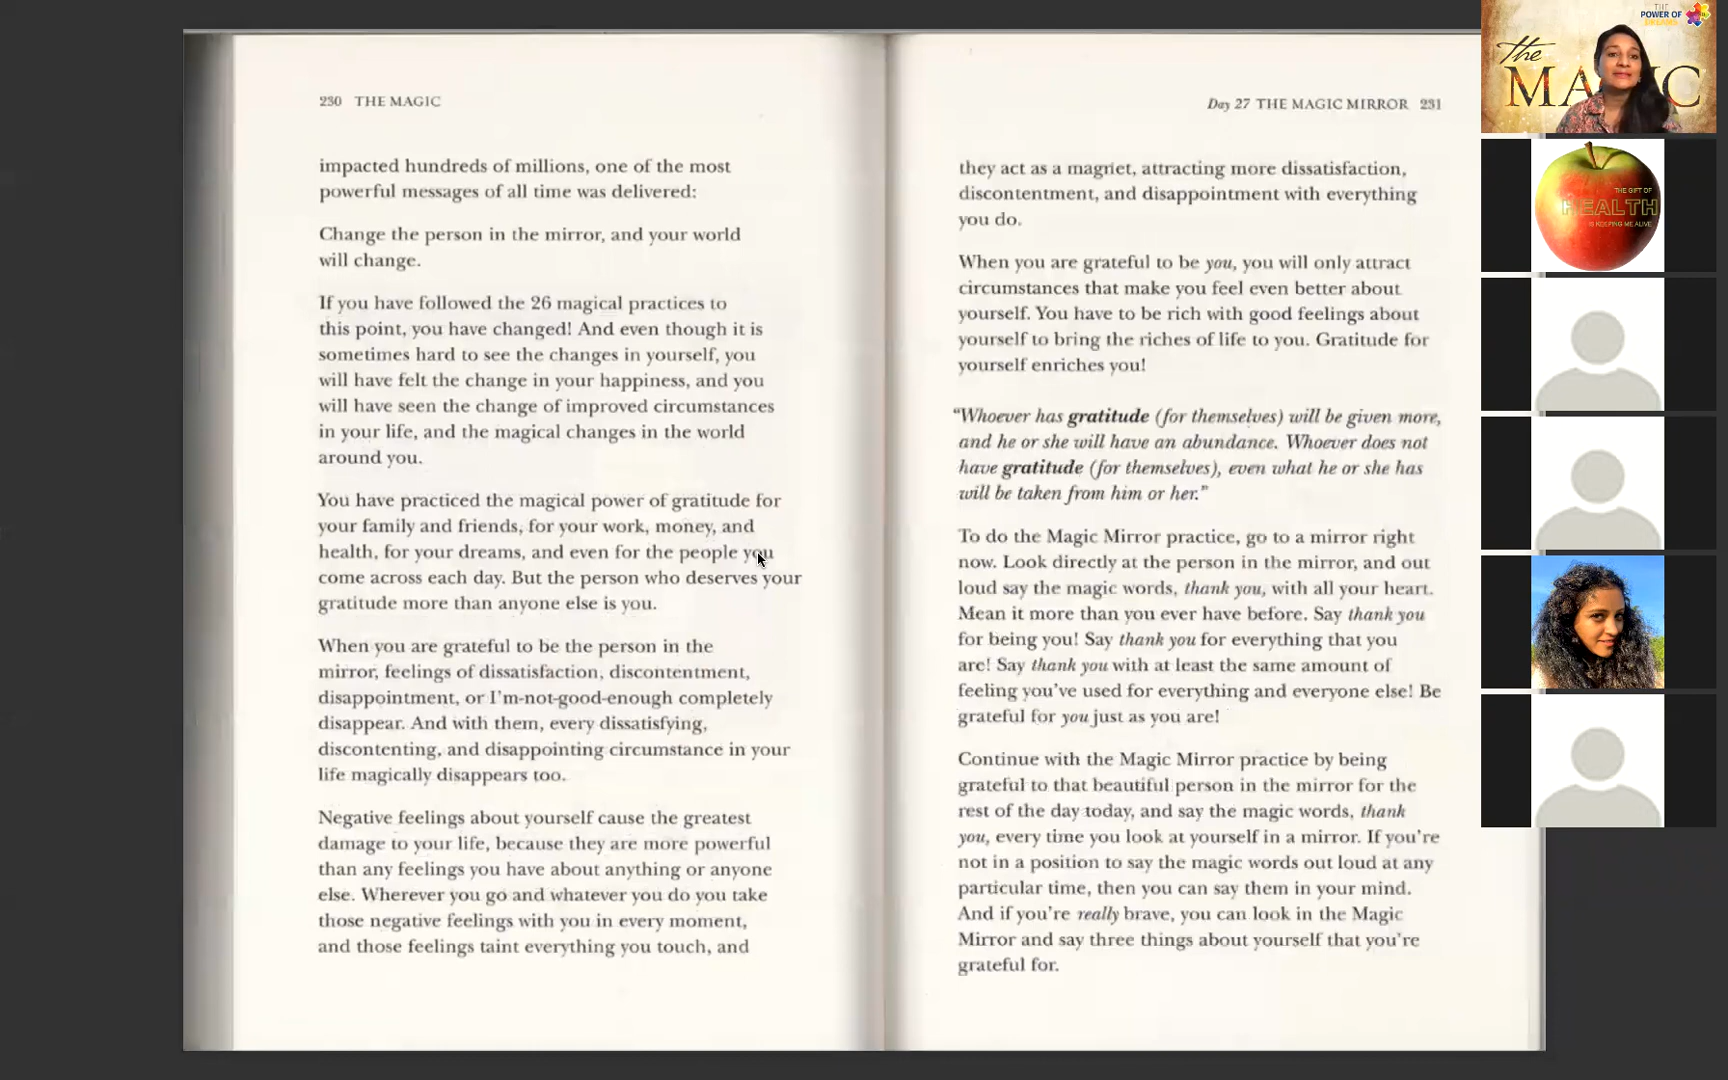 230 THE MAGIC
impacted hundreds of millions, one of the most
powerful messages of all time was delivered:
Change the person in the mirror, and your world
will change.
If you have followed the 26 magical practices to
this point, you have changed! And even though it is
sometimes hard to see the changes in yourself, you
will have felt the change in your happiness, and you
will have seen the change of improved circumstances
in your life, and the magical changes in the world
around you.
You have practiced the magical power of gratitude for
your family and friends, for your work, money, and
health, for your dreams, and even for the people you
come across each day. But the person who deserves your
gratitude more than anyone else is you.
When you are grateful to be the person in the
mirror, feelings of dissatisfaction, discontentment,
disappointment, or I'm-not-good-enough completely
disappear. And with them, every dissatisfying,
discontenting, and disappointing circumstance in your
life magically disappears too.
Negative feelings about yourself cause the greatest
damage to your life, because they are more powerful
than any feelings you have about anything or anyone
else. Wherever you go and whatever you do you take
those negative feelings with you in every moment,
and those feelings taint everything you touch, and
Day 27 THE MAGIC MIRROR 231
they act as a magnet, attracting more dissatisfaction,
discontentment, and disappointment with everything
you do.
When you are grateful to be you, you will only attract
circumstances that make you feel even better about
yourself. You have to be rich with good feelings about
yourself to bring the riches of life to you. Gratitude for
yourself enriches you!
"Whoever has gratitude (for themselves) will be given more,
and he or she will have an abundance. Whoever does not
have gratitude (for themselves), even what he or she has
will be taken from him or her."
To do the Magic Mirror practice, go to a mirror right
now. Look directly at the person in the mirror, and out
loud say the magic words, thank you, with all your heart.
Mean it more than you ever have before. Say thank you
for being you! Say thank you for everything that you
are! Say thank you with at least the same amount of
feeling you've used for everything and everyone else! Be
grateful for you just as you are!
Continue with the Magic Mirror practice by being
grateful to that beautiful person in the mirror for the
rest of the day today, and say the magic words, thank
you, every time you look at yourself in a mirror. If you're
not in a position to say the magic words out loud at any
particular time, then you can say them in your mind.
And if you're really brave, you can look in the Magic
Mirror and say three things about yourself that you're
grateful for.
THE
POWER OF
DREAMS
the
MAGIC
THE GIFT OF
HEALTH
IS KEEPING ME ALIVE